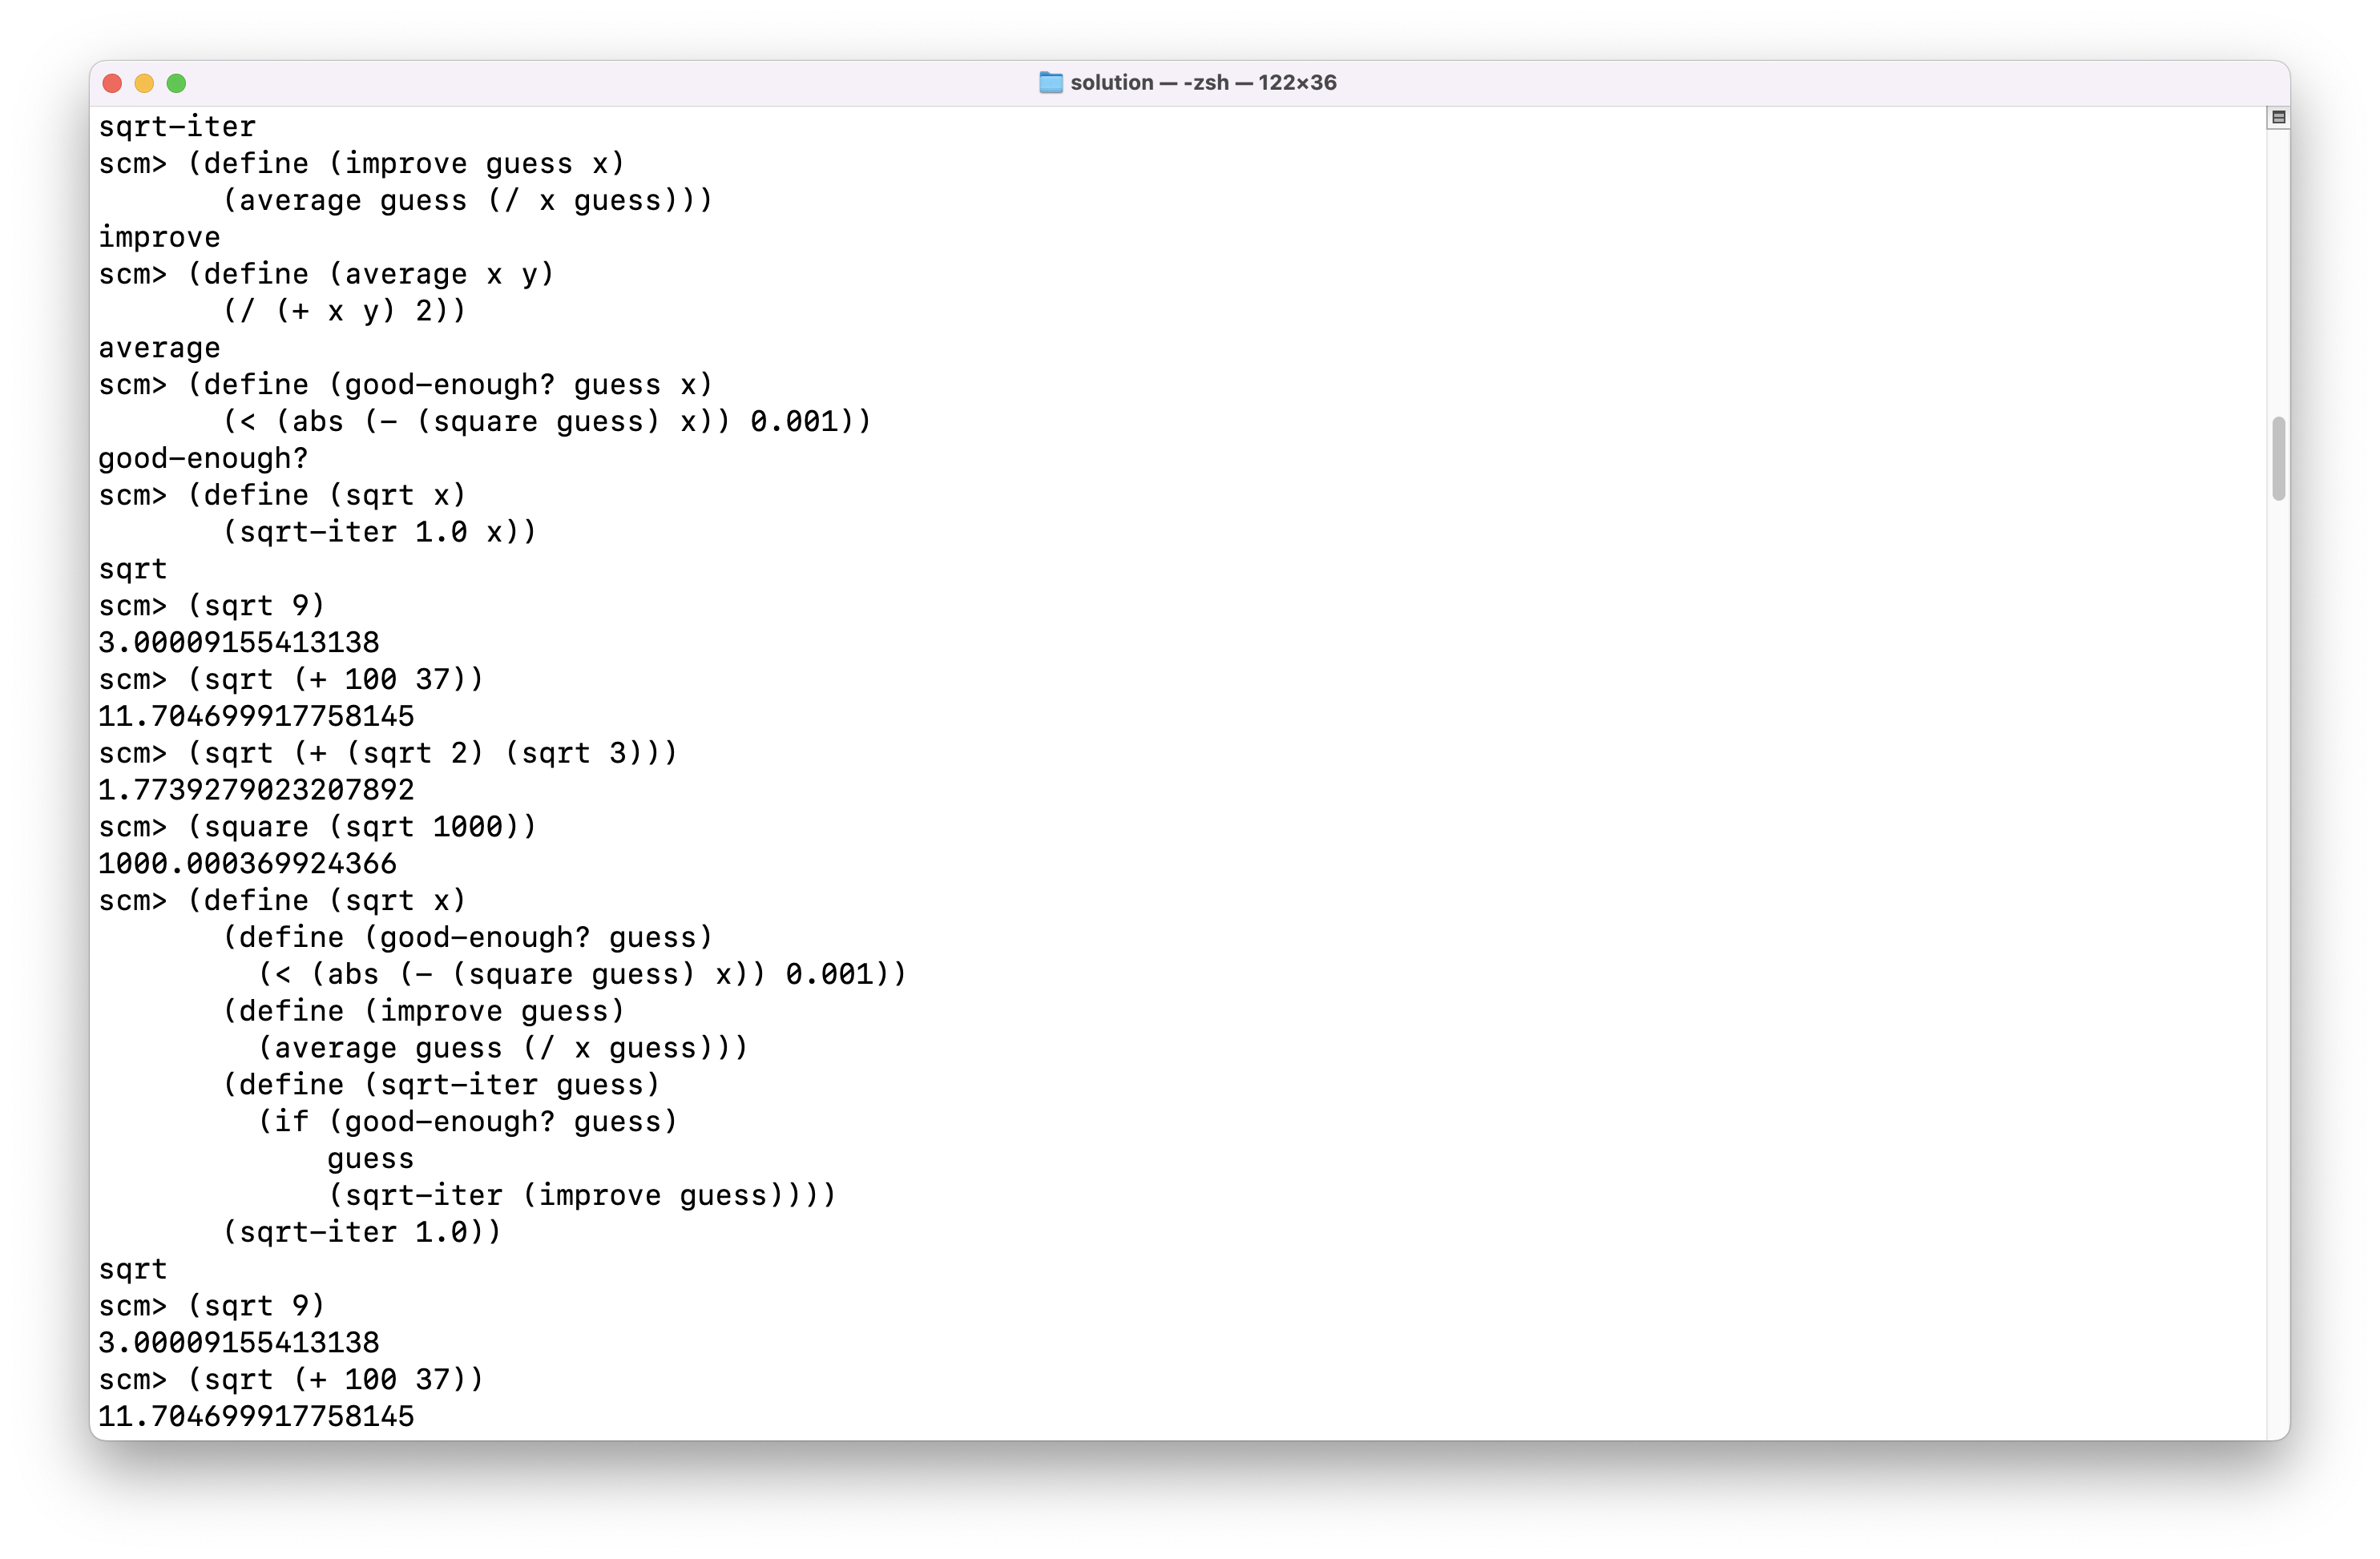 solution — -zsh — 122×36
sqrt-iter
scm> (define (improve guess x)
       (average guess (/ x guess)))
improve
scm> (define (average x y)
       (/ (+ x y) 2))
average
scm> (define (good-enough? guess x)
       (< (abs (- (square guess) x)) 0.001))
good-enough?
scm> (define (sqrt x)
       (sqrt-iter 1.0 x))
sqrt
scm> (sqrt 9)
3.00009155413138
scm> (sqrt (+ 100 37))
11.704699917758145
scm> (sqrt (+ (sqrt 2) (sqrt 3)))
1.7739279023207892
scm> (square (sqrt 1000))
1000.000369924366
scm> (define (sqrt x)
       (define (good-enough? guess)
         (< (abs (- (square guess) x)) 0.001))
       (define (improve guess)
         (average guess (/ x guess)))
       (define (sqrt-iter guess)
         (if (good-enough? guess)
             guess
             (sqrt-iter (improve guess))))
       (sqrt-iter 1.0))
sqrt
scm> (sqrt 9)
3.00009155413138
scm> (sqrt (+ 100 37))
11.704699917758145